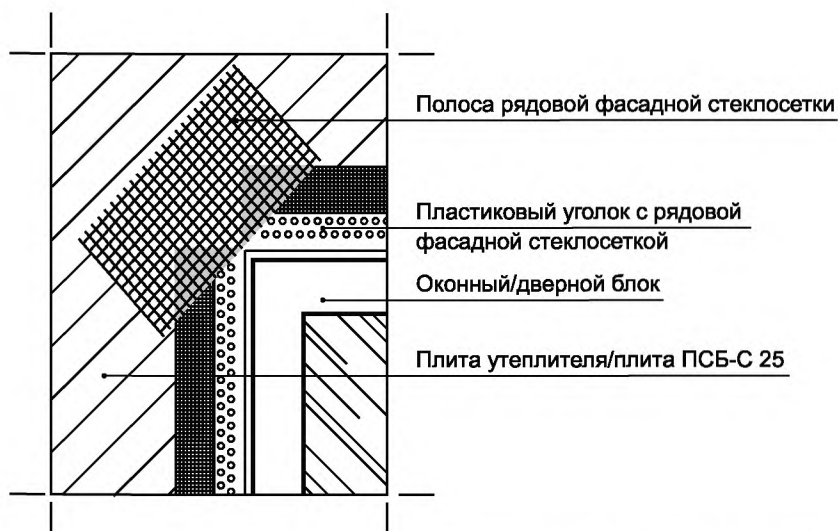 Полоса рядовой фасадной стеклосетки
Пластиковый уголок с рядовой
фасадной стеклосеткой
Оконный/дверной блок
Плита утеплителя/плита ПСБ-С 25